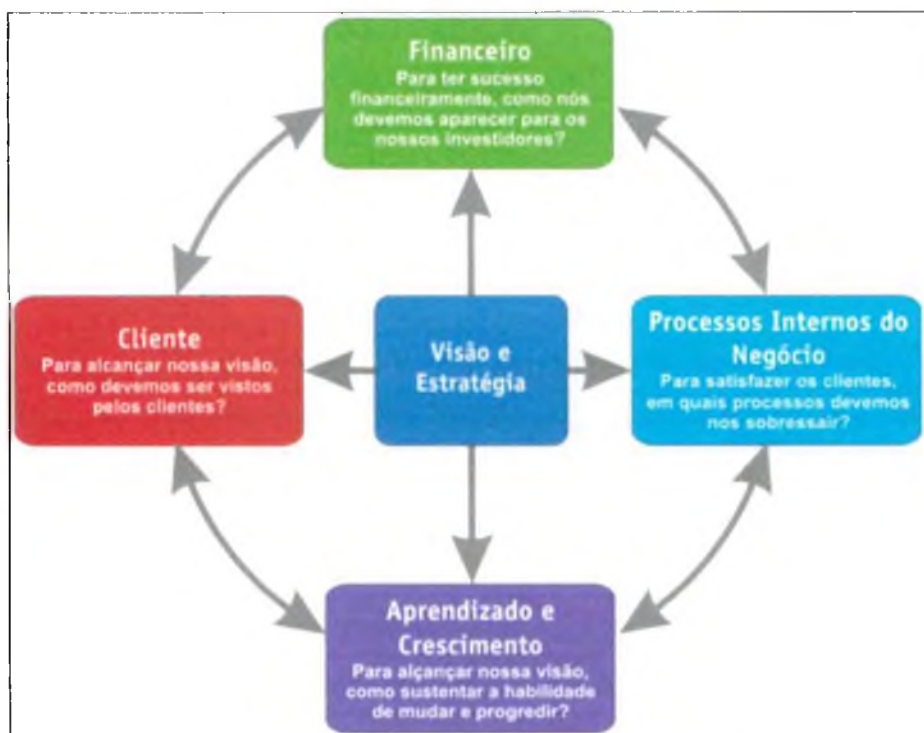 Financeiro
Para ter sucesso
financeiramente, como nós
devemos aparecer para os
nossos investidores?
Cliente
Para alcançar nossa visão,
como devemos ser vistos
pelos clientes?
Visão e
Estratégia
Processos Internos do
Negócio
Para satisfazer os clientes,
em quais processos devemos
nos sobressair?
Aprendizado e
Crescimento
Para alçançar nossa visão,
como sustentar a habilidade
de mudar e progredir?